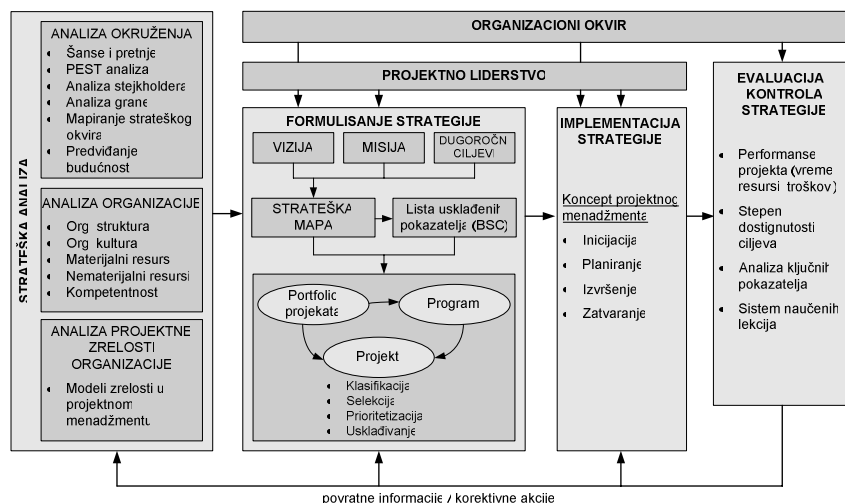 STRATEŠKA ANALIZA
ANALIZA OKRUŽENJA
Šanse i pretnje
PEST analiza
Analiza stejkholdera
Analiza grane
Mapiranje strateškog
okvira
Predviđanje
budućnost
ANALIZA ORGANIZACIJE
Org struktura
Org kultura
Materijalni resurs
Nematerijalni resursi
Kompetentnost
ANALIZA PROJEKTNE
ZRELOSTI
ORGANIZACIJE
Modeli zrelosti u
projektnom
menadžmentu
ORGANIZACIONI OKVIR
PROJEKTNO LIDERSTVO
FORMULISANJE STRATEGIJE
VIZIJA
MISIJA
DUGOROČN
CILJEVI
STRATEŠKA
MAPA
Lista usklađenih
pokazatelja (BSC)
Portfolio
projekata
Program
Projekt
Klasifikacija
Selekcija
Prioritetizacija
Usklađivanje
IMPLEMENTACIJA
STRATEGIJE
Koncept projektnog
menadžmenta
Inicijacija
Planiranje
Izvršenje
Zatvaranje
EVALUACIJA
KONTROLA
STRATEGIJE
Performanse
projekta (vreme
resursi troškov)
Stepen
dostignutosti
ciljeva
Analiza ključnih
pokazatelja
Sistem naučenih
lekcija
povratne informacije / korektivne akcije